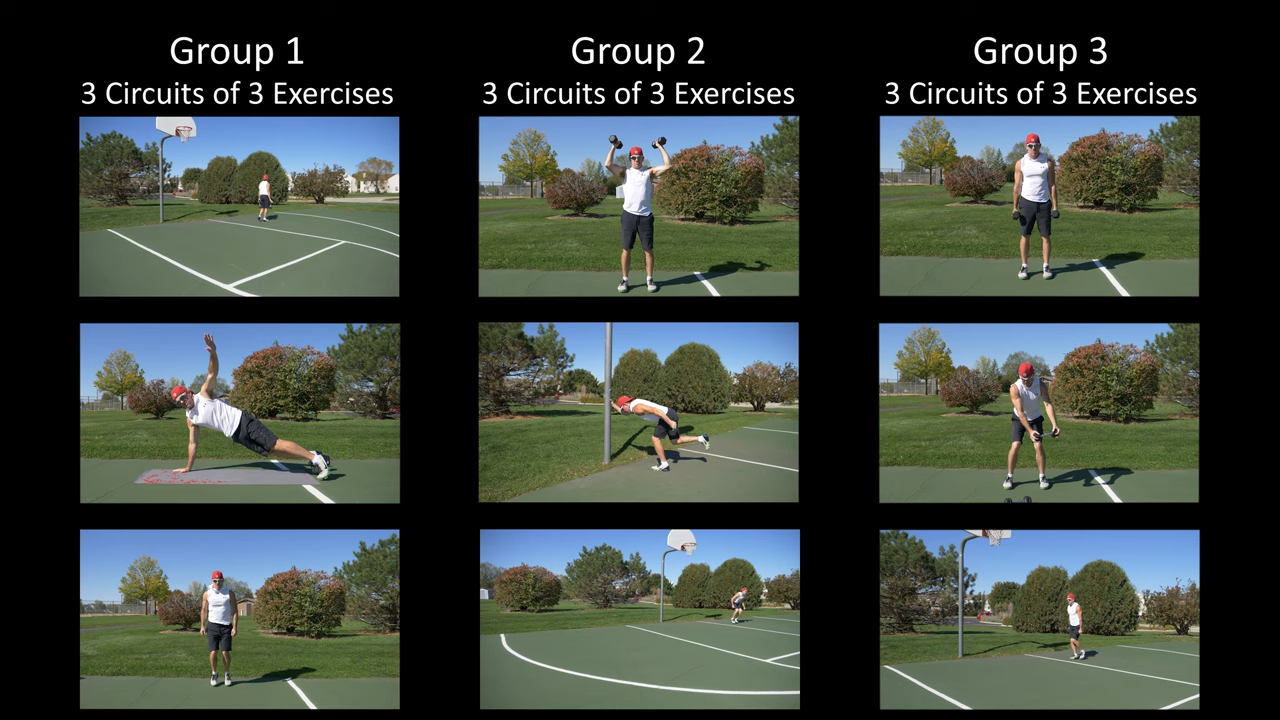 Group 1
3 Circuits of 3 Exercises
Group 2
3 Circuits of 3 Exercises
Group 3
3 Circuits of 3 Exercises